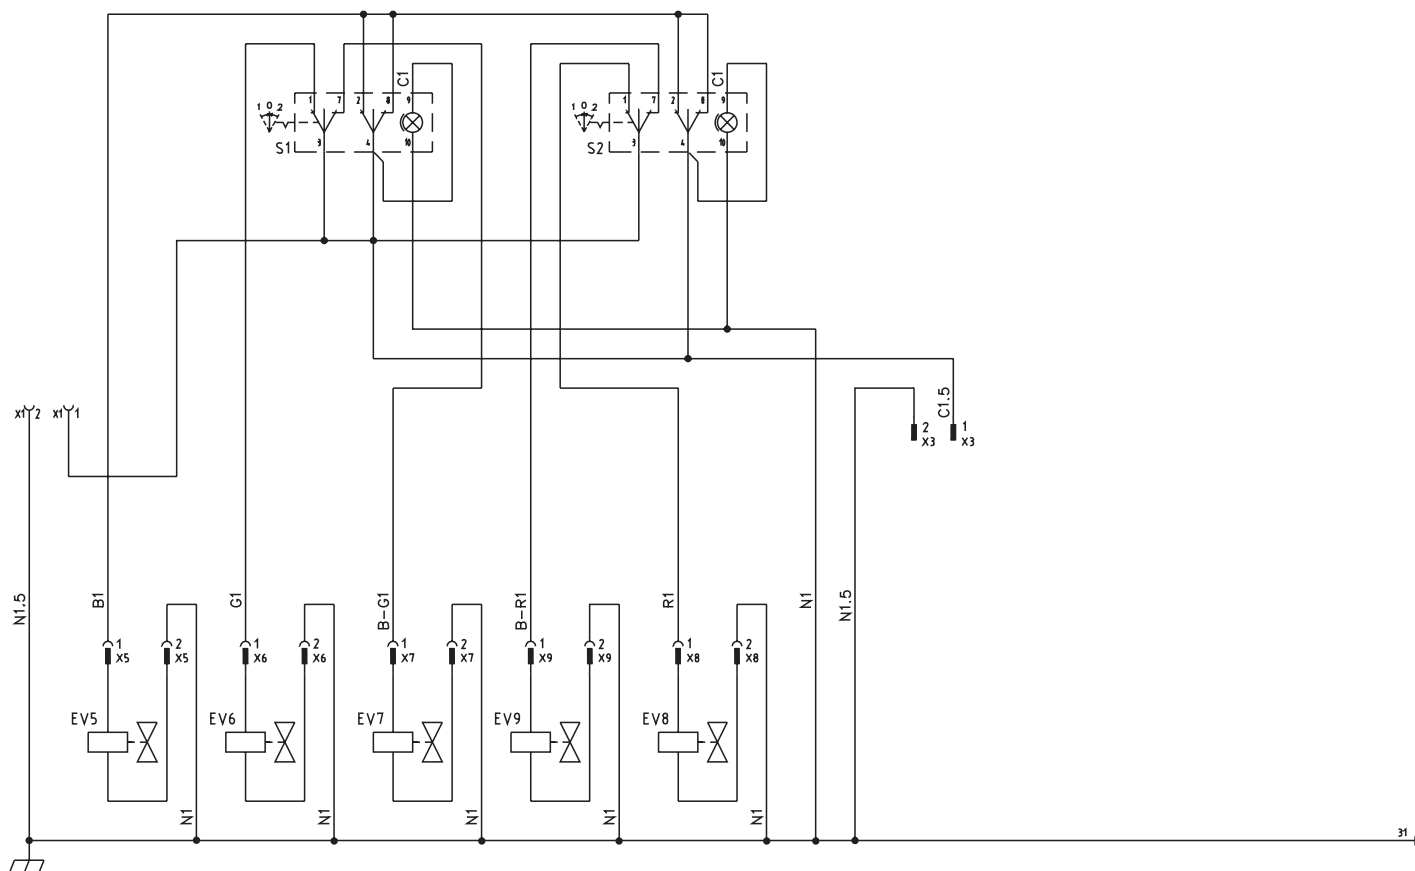 C1
C1
1 7 2 8 9
1 7 2 8 9
1 0 2
1 0 2
3 4 10
3 4 10
S1
S2
X1 2 X1 1
C1.5
2 1
X3 X3
N1.5
B1
G1
B-G1
B-R1
R1
N1
N1.5
1 2 1 2 1 2 1 2 1 2
X5 X5 X6 X6 X7 X7 X9 X9 X8 X8
EV5 EV6 EV7 EV9 EV8
N1 N1 N1 N1 N1
31